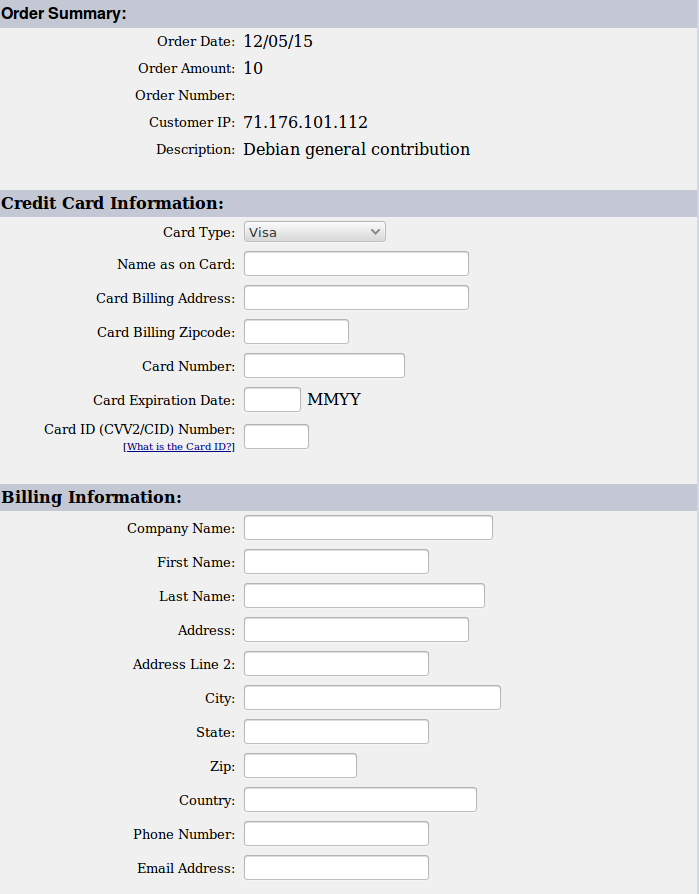 Order Summary:
Order Date: 12/05/15
Order Amount: 10
Order Number:
Customer IP: 71.176.101.112
Description: Debian general contribution
Credit Card Information:
Card Type: Visa
Name as on Card:
Card Billing Address:
Card Billing Zipcode:
Card Number:
Card Expiration Date: MMYY
Card ID (CVV2/CID) Number:
[What is the Card ID?]
Billing Information:
Company Name:
First Name:
Last Name:
Address:
Address Line 2:
City:
State:
Zip:
Country:
Phone Number:
Email Address: